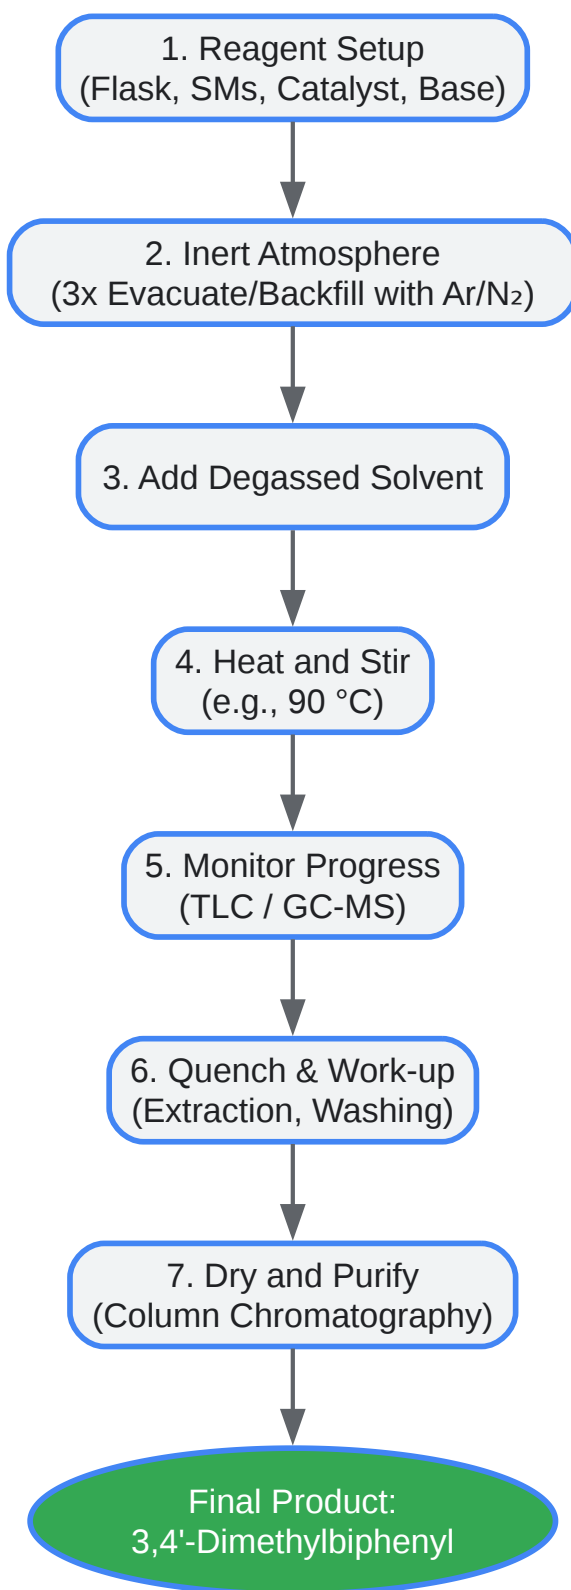 1. Reagent Setup
(Flask, SMs, Catalyst, Base)
2. Inert Atmosphere
(3x Evacuate/Backfill with Ar/N₂)
3. Add Degassed Solvent
4. Heat and Stir
(e.g., 90 °C)
5. Monitor Progress
(TLC / GC-MS)
6. Quench & Work-up
(Extraction, Washing)
7. Dry and Purify
(Column Chromatography)
Final Product:
3,4'-Dimethylbiphenyl